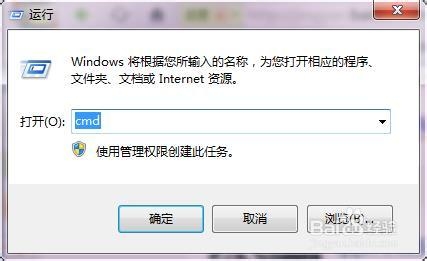 运行
Windows 将根据您所输入的名称，为您打开相应的程序、
文件夹、文档或 Internet 资源。
打开(O): cmd
使用管理权限创建此任务。
确定 取消 浏览(B)...
Baidu经验
jingyan.baidu.com